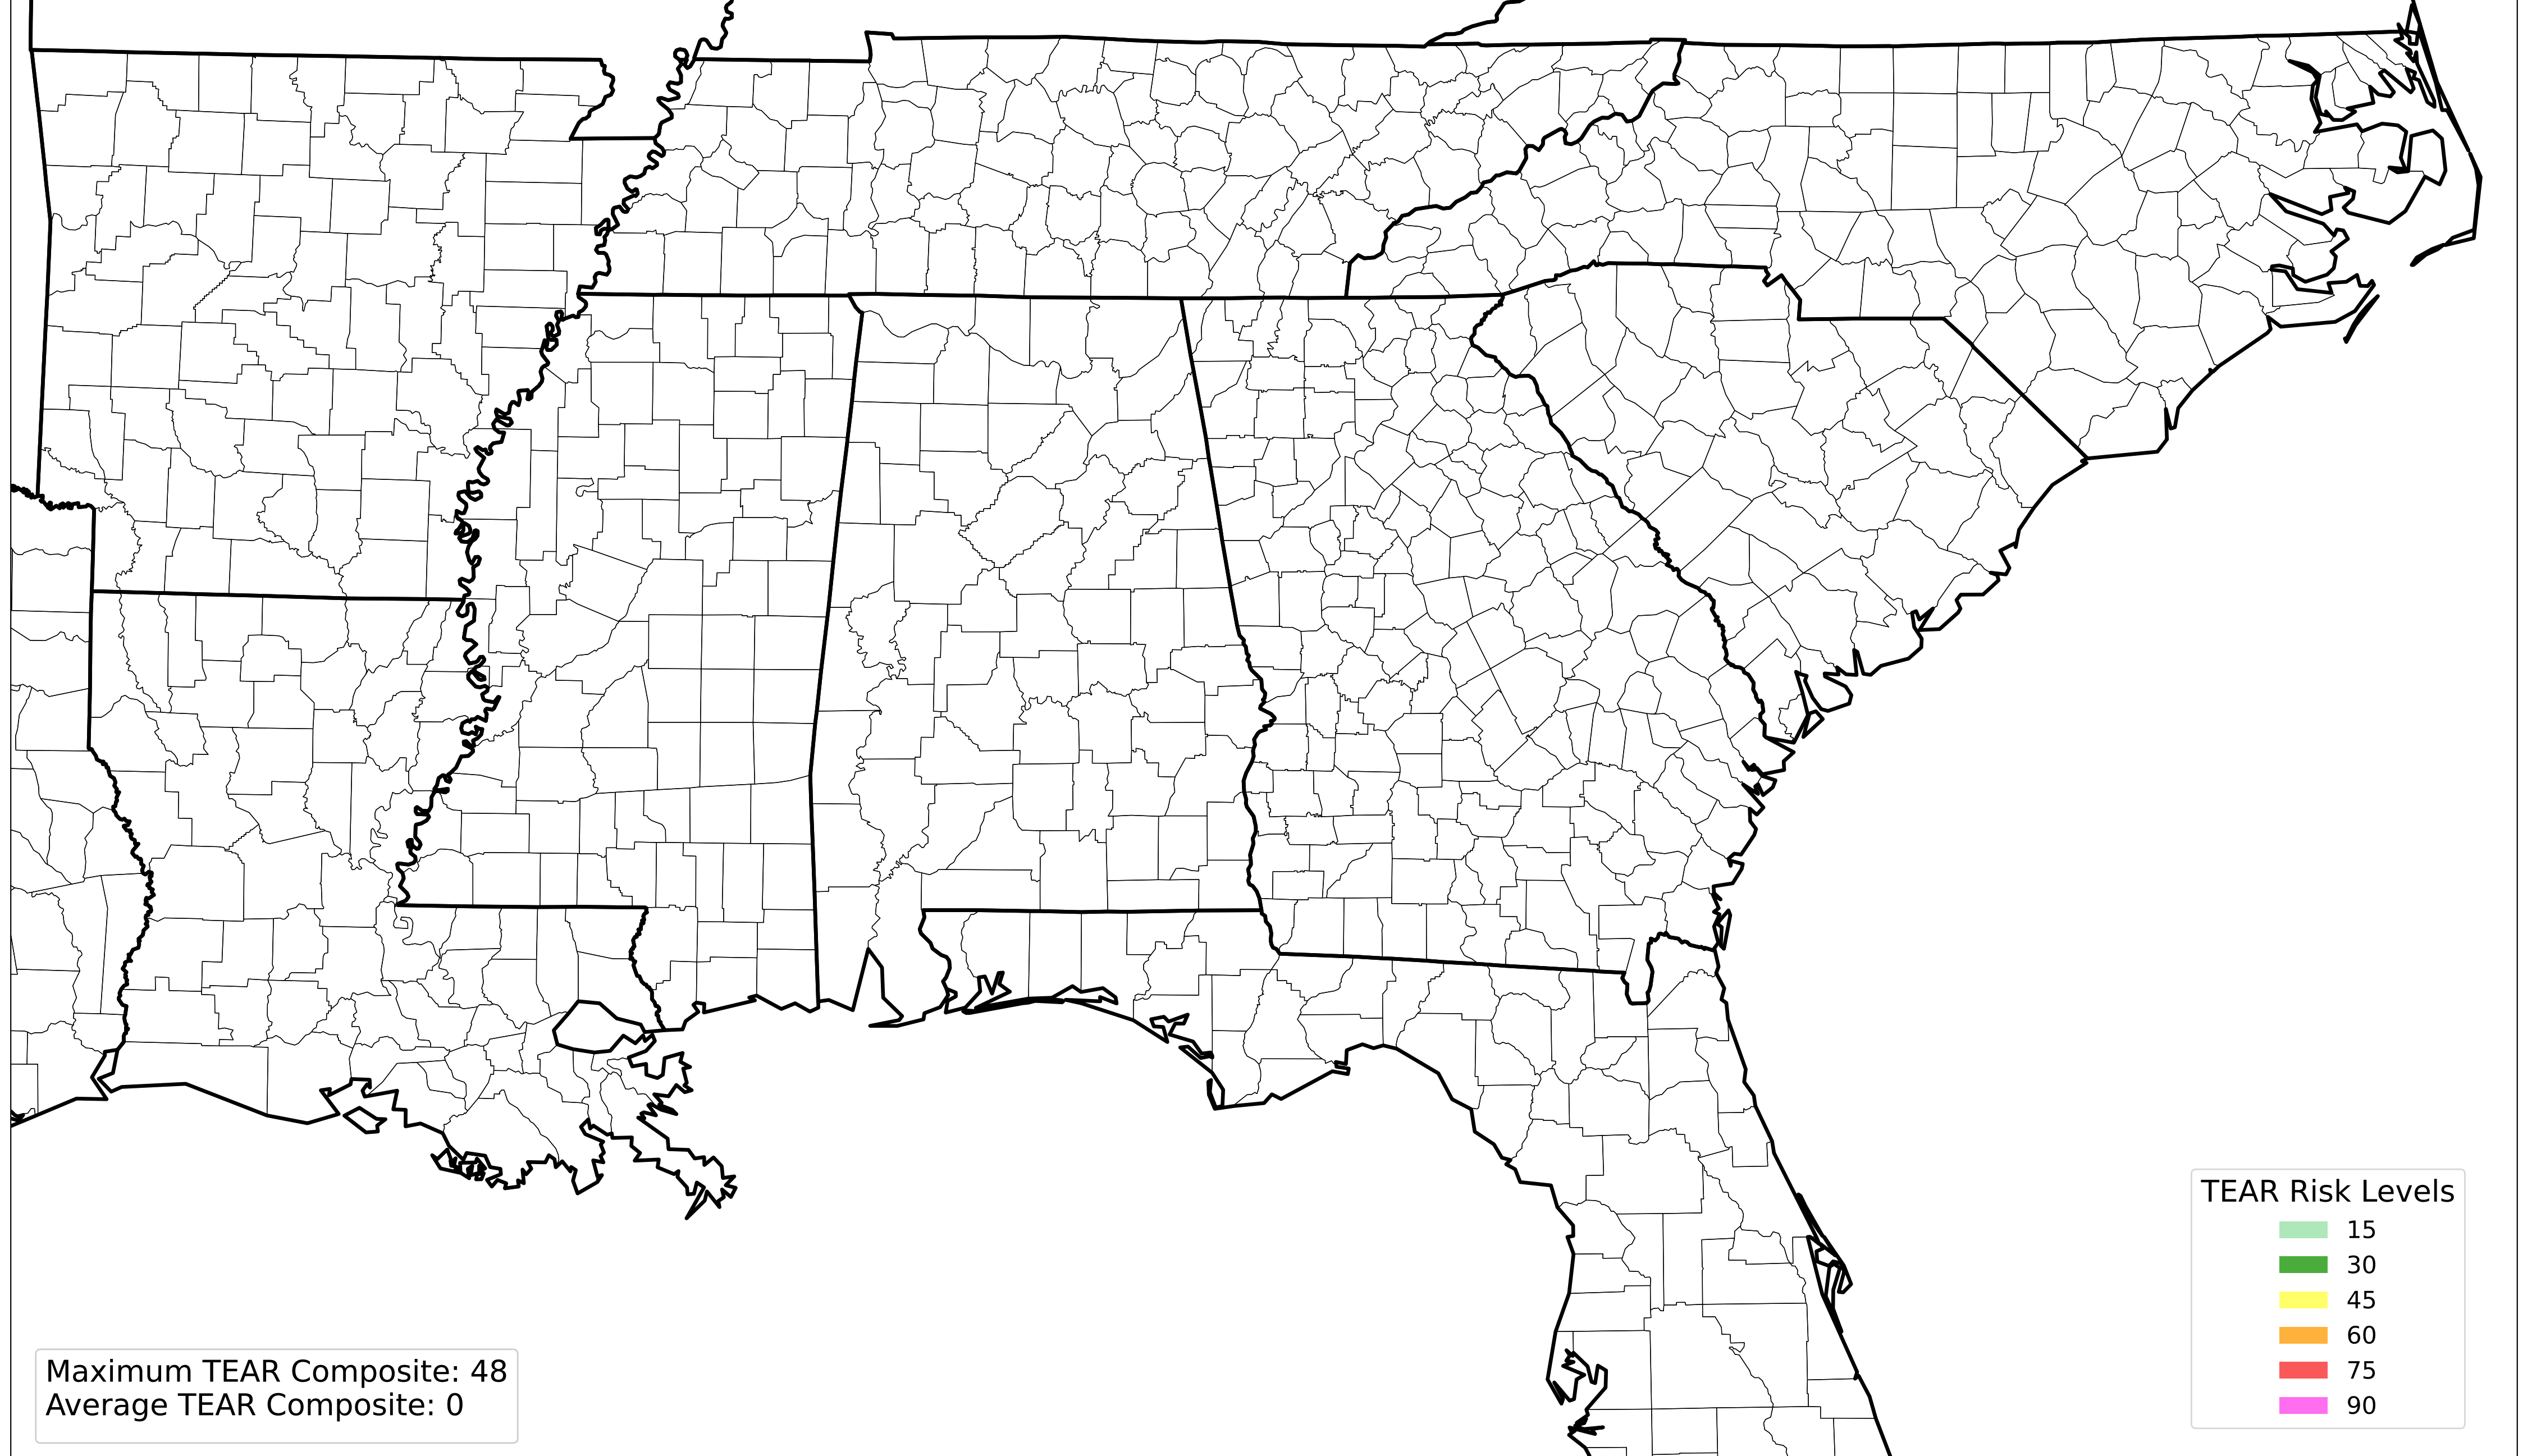 TEAR Risk Levels
15
30
45
60
75
90
Maximum TEAR Composite: 48
Average TEAR Composite: 0